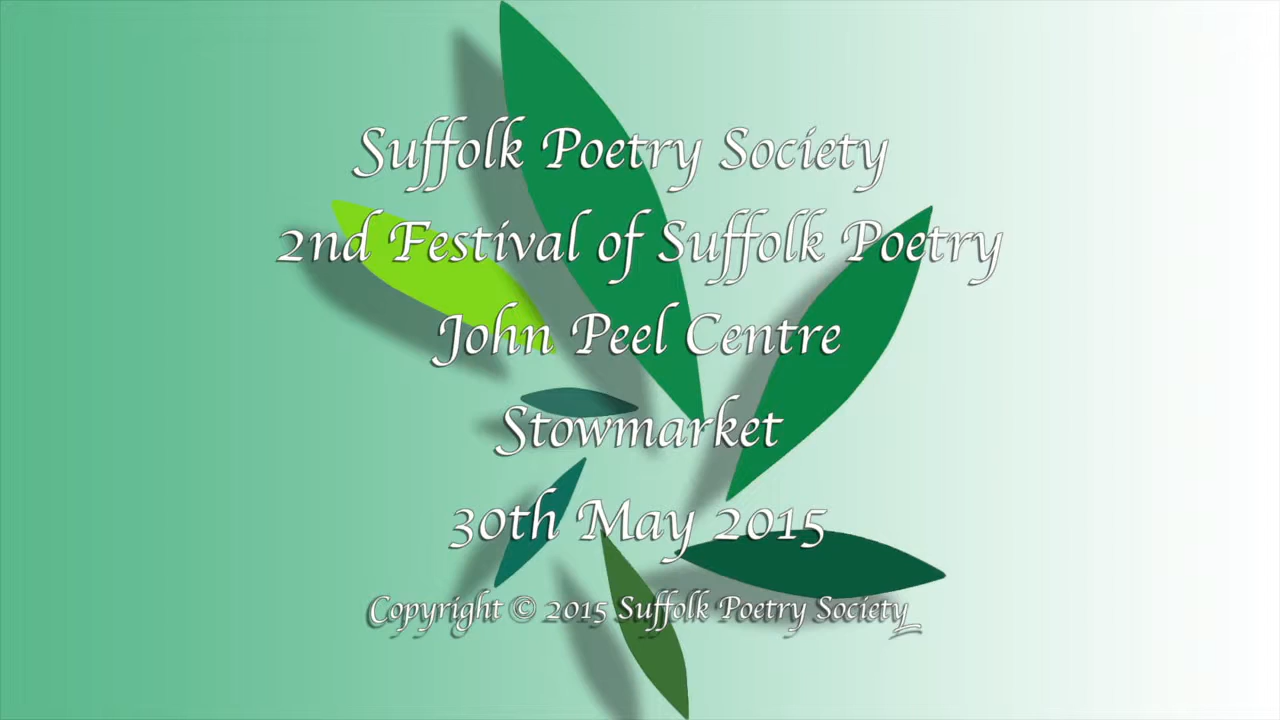 Suffolk Poetry Society
2nd Festival of Suffolk Poetry
John Peel Centre
Stowmarket
30th May 2015
Copyright © 2015 Suffolk Poetry Society